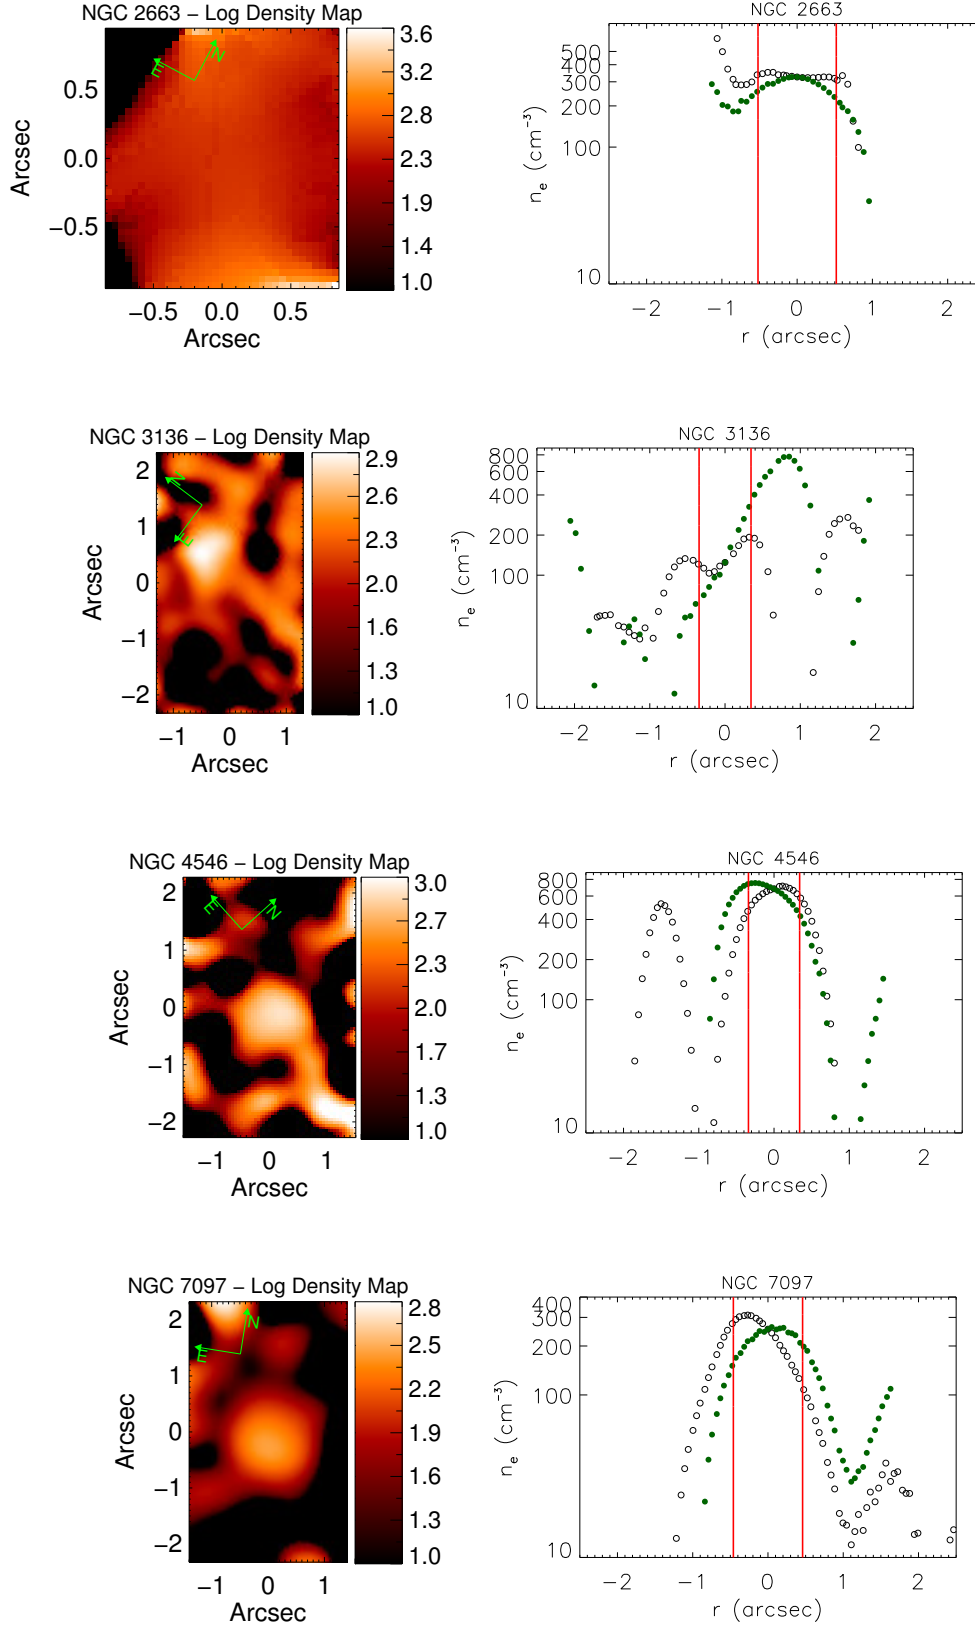 NGC 2663 − Log Density Map
NGC 2663
3.6
3.2
2.8
2.3
1.9
1.4
1.0
N
E
0.5
0.0
−0.5
Arcsec
−0.5 0.0 0.5
Arcsec
500
400
300
200
100
10
n_e (cm^−3)
−2 −1 0 1 2
r (arcsec)
NGC 3136 − Log Density Map
NGC 3136
2.9
2.6
2.3
2.0
1.6
1.3
1.0
N
E
2
1
0
−1
−2
Arcsec
−1 0 1
Arcsec
800
600
400
200
100
10
n_e (cm^−3)
−2 −1 0 1 2
r (arcsec)
NGC 4546 − Log Density Map
NGC 4546
3.0
2.7
2.3
2.0
1.7
1.3
1.0
E
N
2
1
0
−1
−2
Arcsec
−1 0 1
Arcsec
800
600
400
200
100
10
n_e (cm^−3)
−2 −1 0 1 2
r (arcsec)
NGC 7097 − Log Density Map
NGC 7097
2.8
2.5
2.2
1.9
1.6
1.3
1.0
N
E
2
1
0
−1
−2
Arcsec
−1 0 1
Arcsec
400
300
200
100
10
n_e (cm^−3)
−2 −1 0 1 2
r (arcsec)